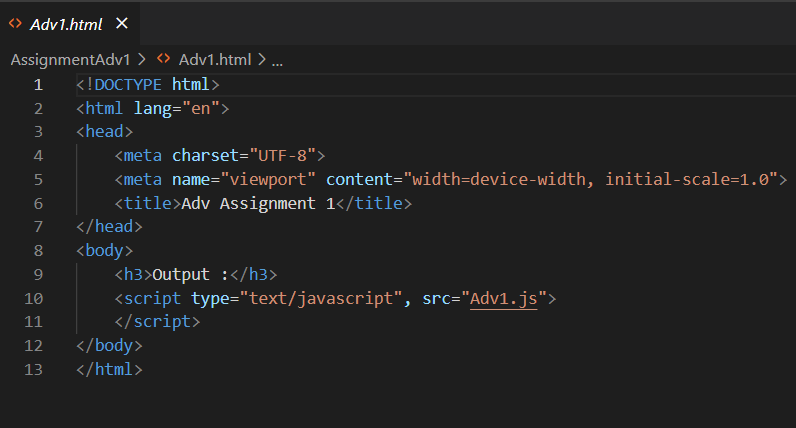 <> Adv1.html ×
AssignmentAdv1 > <> Adv1.html > ...
1 <!DOCTYPE html>
2 <html lang="en">
3 <head>
4     <meta charset="UTF-8">
5     <meta name="viewport" content="width=device-width, initial-scale=1.0">
6     <title>Adv Assignment 1</title>
7 </head>
8 <body>
9     <h3>Output :</h3>
10     <script type="text/javascript", src="Adv1.js">
11     </script>
12 </body>
13 </html>